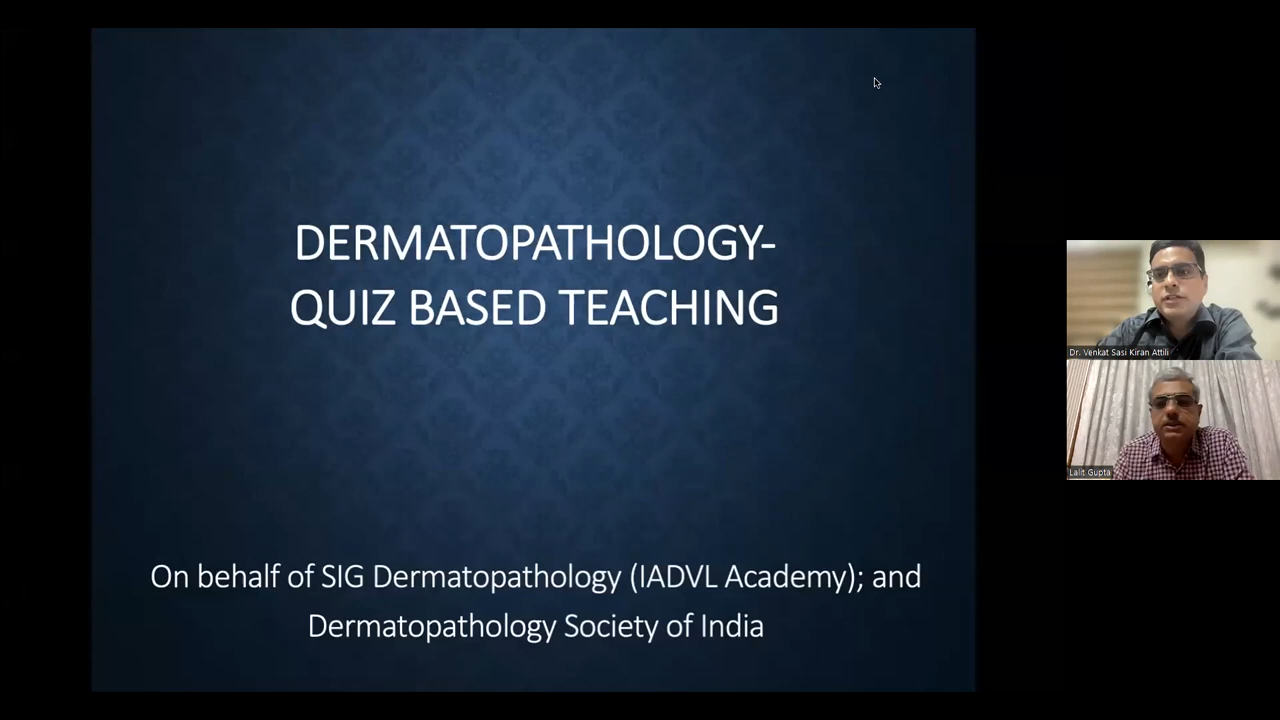 DERMATOPATHOLOGY-
QUIZ BASED TEACHING
On behalf of SIG Dermatopathology (IADVL Academy); and
Dermatopathology Society of India
Dr. Venkat Sasi Kiran Attili
Lalit Gupta